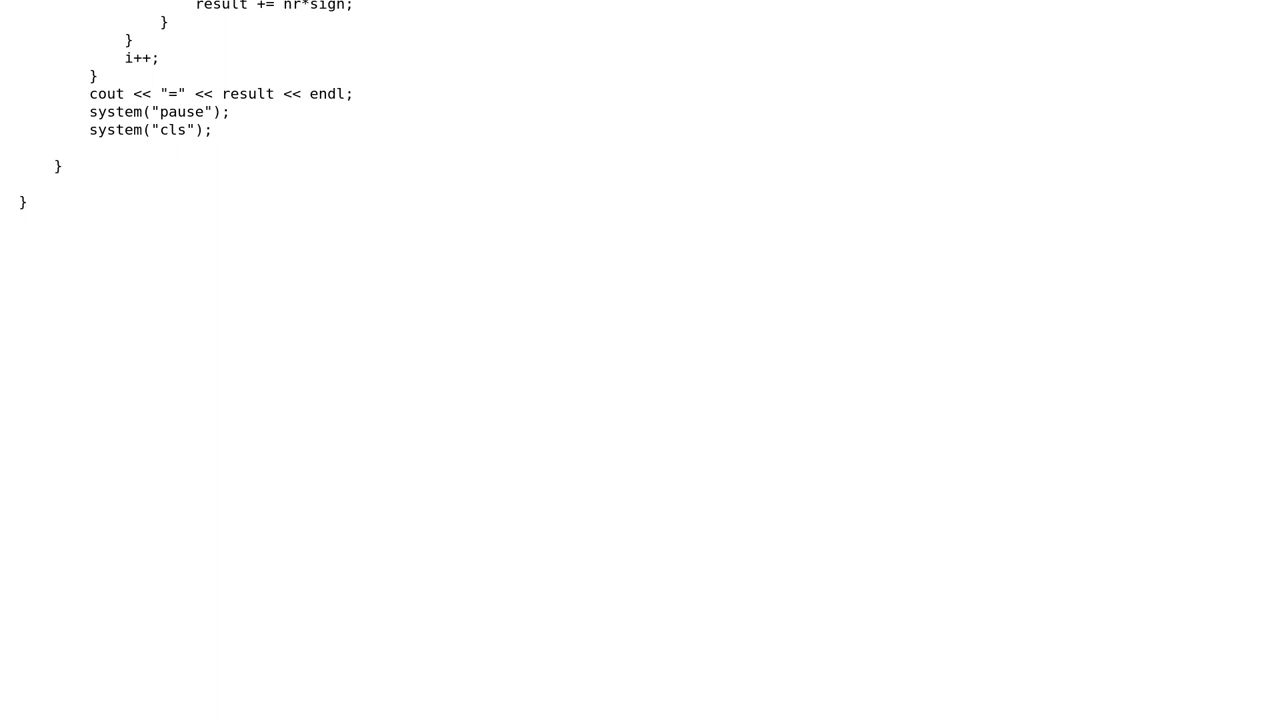 result += nr*sign;
                }
            }
            i++;
        }
        cout << "=" << result << endl;
        system("pause");
        system("cls");

    }

}